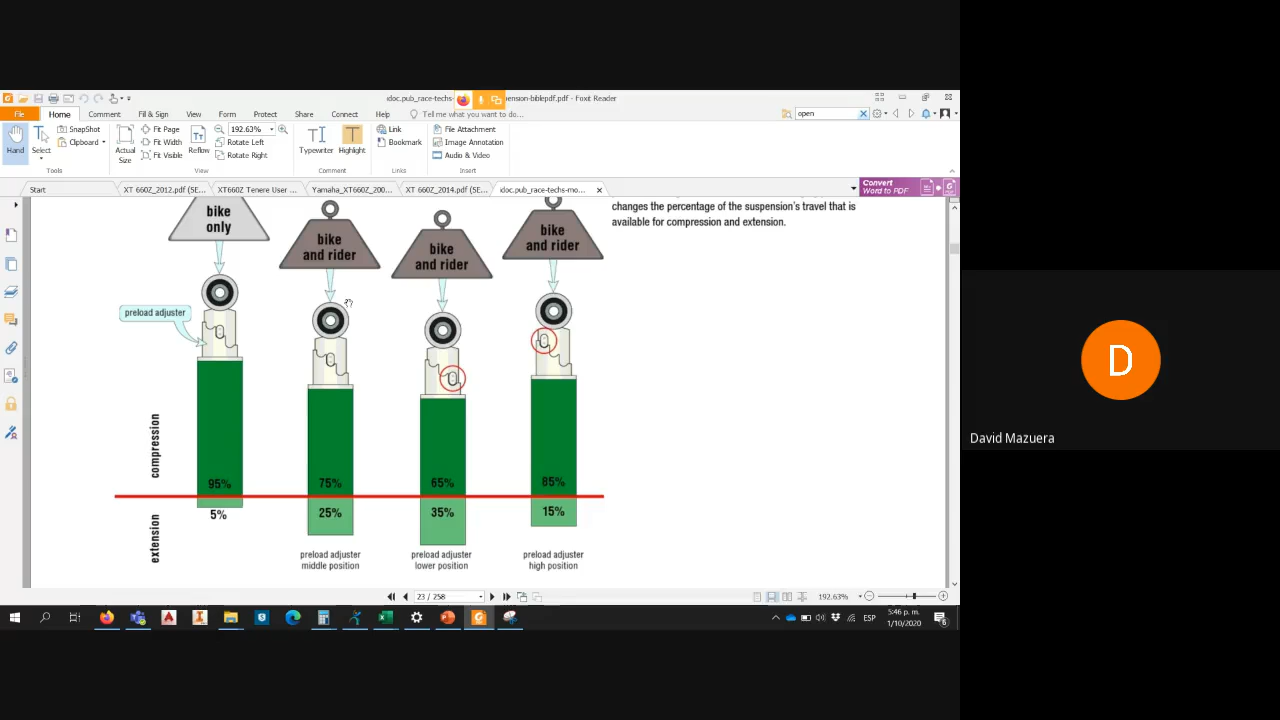 idoc.pub_race-techs- ension-biblepdf.pdf - Foxit Reader
File Home Comment Fill & Sign View Form Protect Share Connect Help Tell me what you want to do... open
Hand
Select
SnapShot
Clipboard
Actual Size
Fit Page
Fit Width
Fit Visible
Reflow
192.63%
Rotate Left
Rotate Right
Typewriter
Highlight
Link
Bookmark
File Attachment
Image Annotation
Audio & Video
Tools View Comment Links Insert
Start XT 660Z_2012.pdf (SE... XT660Z Tenere User ... Yamaha_XT660Z_200... XT 660Z_2014.pdf (SE... idoc.pub_race-techs-mo...
Convert
Word to PDF
changes the percentage of the suspension's travel that is
available for compression and extension.
bike
only
bike
and rider
bike
and rider
bike
and rider
preload adjuster
compression
95% 75% 65% 85%
extension
5% 25% 35% 15%
preload adjuster
middle position
preload adjuster
lower position
preload adjuster
high position
23 / 258
192.63%
ESP
5:46 p. m.
1/10/2020
6
D
David Mazuera